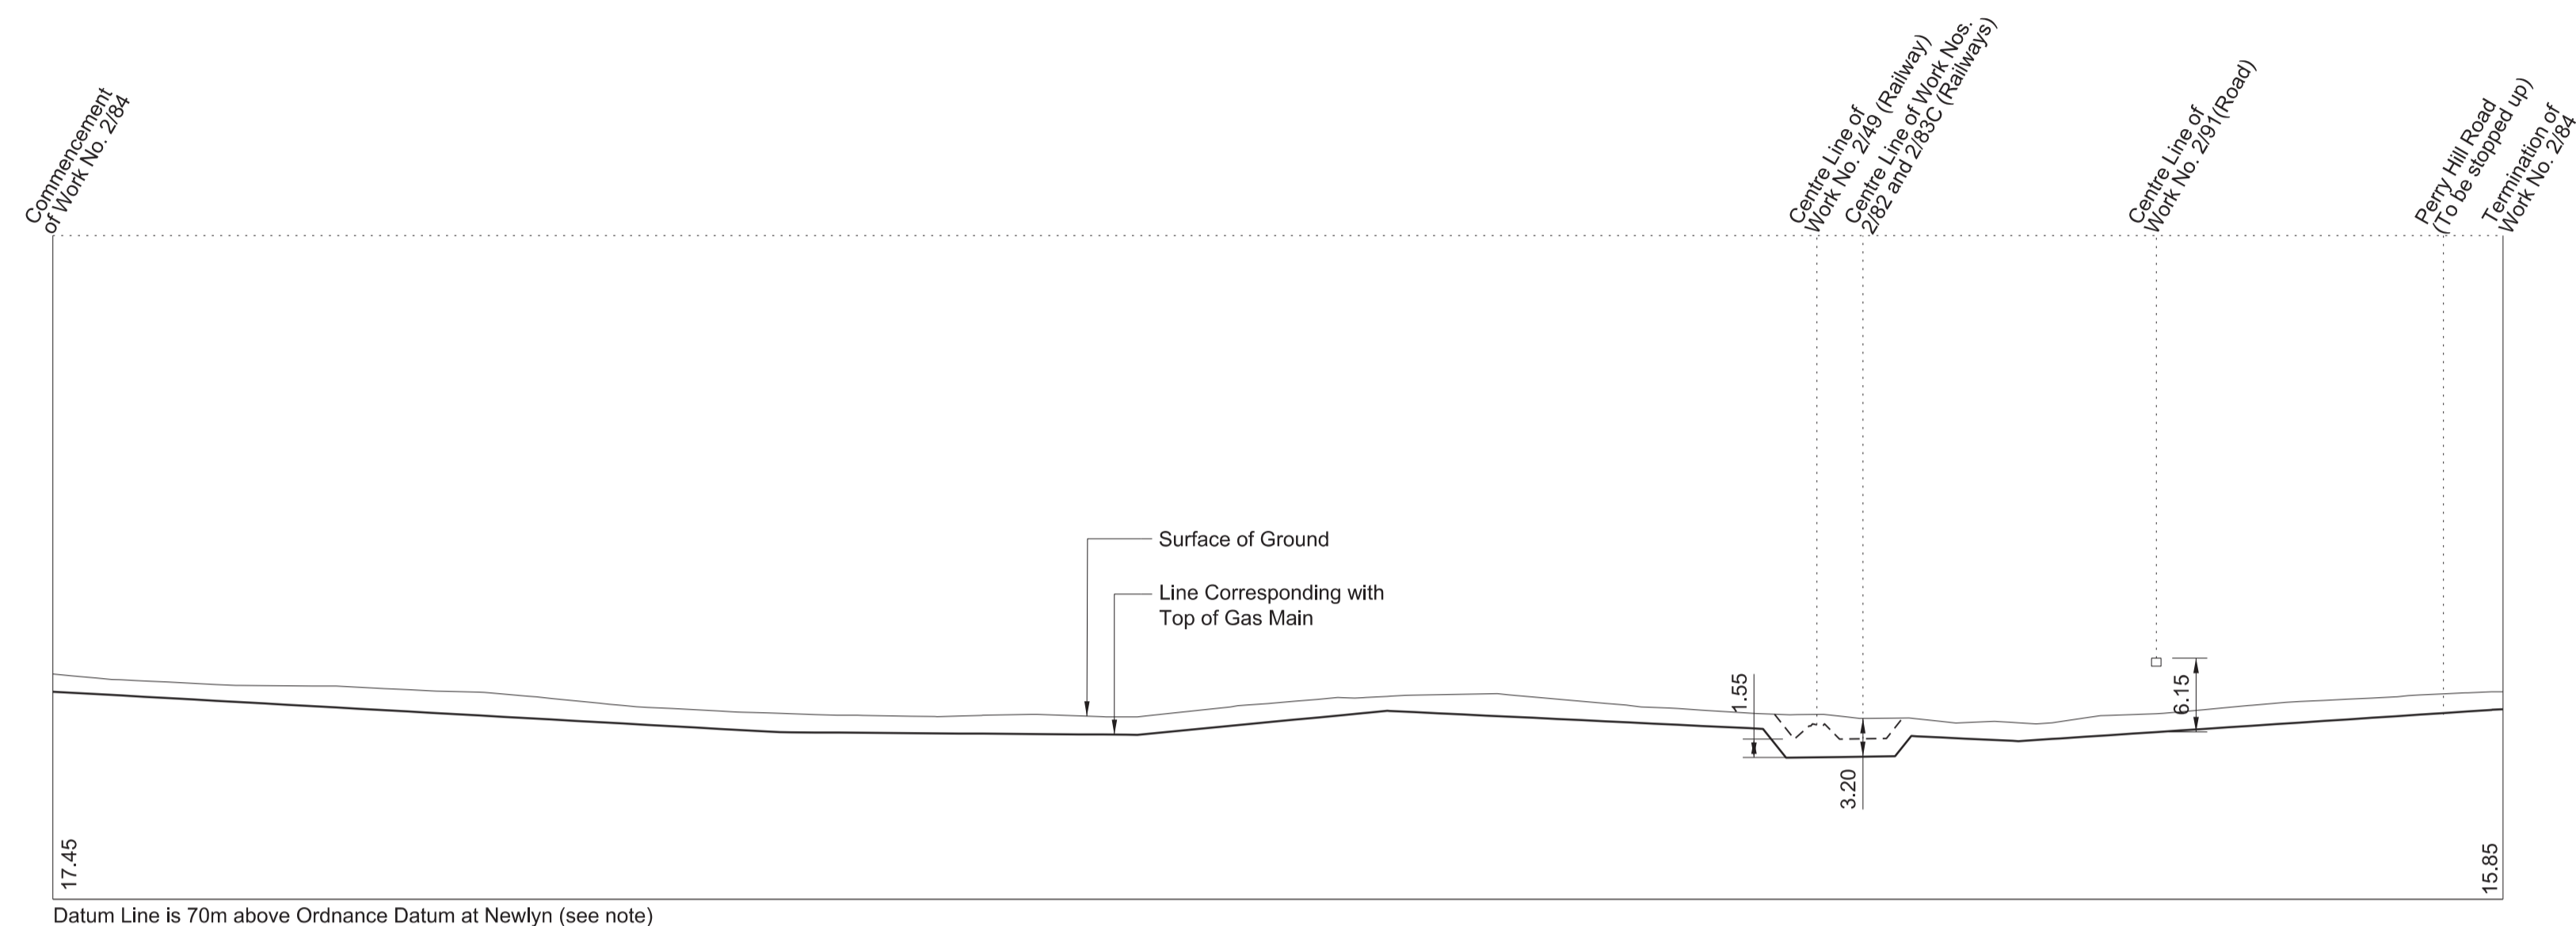 Commencement
of Work No. 2/84
Centre Line of
Work No. 2/49 (Railway)
Centre Line of Work Nos.
2/82 and 2/83C (Railways)
Centre Line of
Work No. 2/91(Road)
Perry Hill Road
(To be stopped up)
Termination of
Work No. 2/84
Surface of Ground
Line Corresponding with
Top of Gas Main
1.55
3.20
6.15
17.45
15.85
Datum Line is 70m above Ordnance Datum at Newlyn (see note)